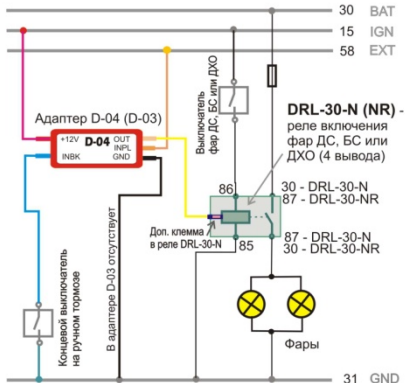 30 BAT
15 IGN
58 EXT
Адаптер D-04 (D-03)
+12V D-04 OUT
INPL
INBK GND
Выключатель
фар ДС, БС или ДХО
DRL-30-N (NR) -
реле включения
фар ДС, БС или
ДХО (4 вывода)
86
30 - DRL-30-N
87 - DRL-30-NR
Доп. клемма
в реле DRL-30-N
85
87 - DRL-30-N
30 - DRL-30-NR
В адаптере D-03 отсутствует
Концевой выключатель
на ручном тормозе
Фары
31 GND